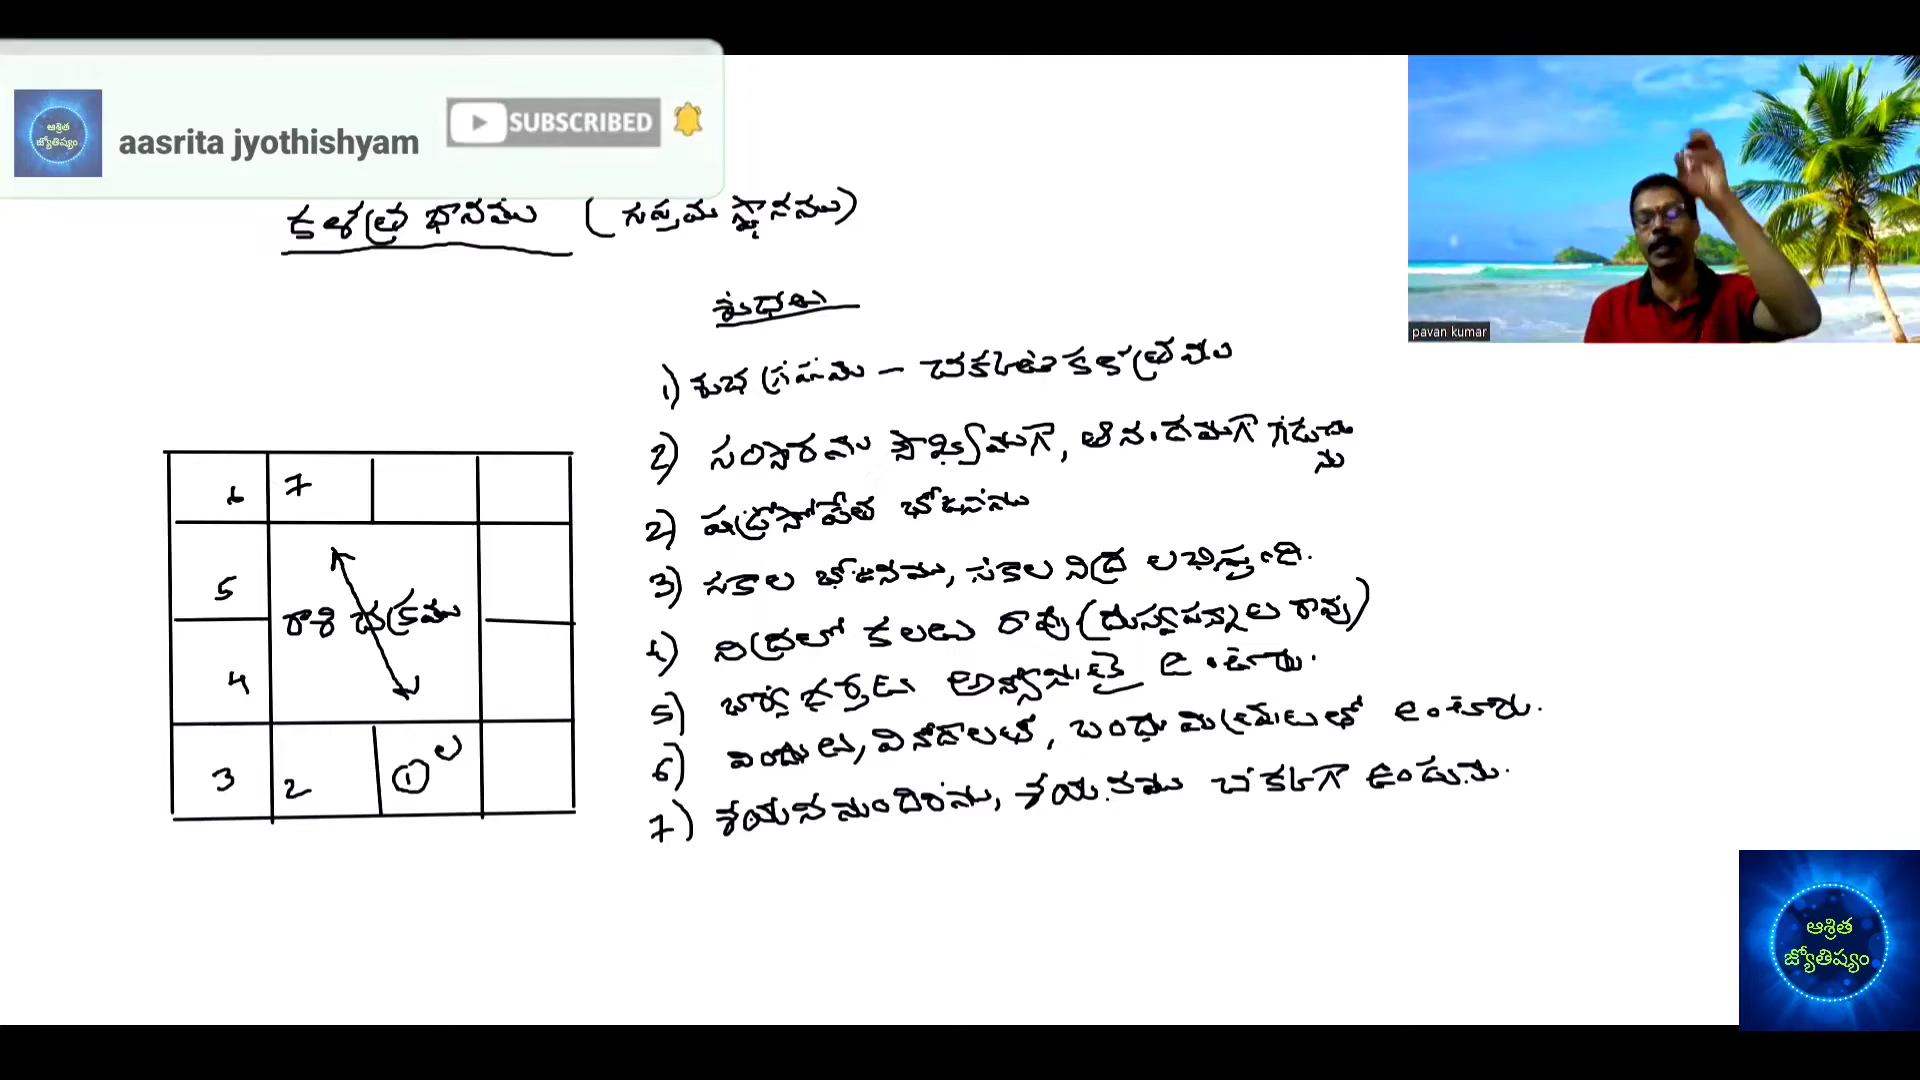 aasrita jyothishyam
SUBSCRIBED
ఆశ్రిత
జ్యోతిష్యం
కళత్ర భావము (సప్తమ స్థానము)
pavan kumar
శుభాలు
1) శుభ గ్రహము - చక్కటి కళత్రము
2) సంసారము సౌఖ్యముగా, ఆనందముగా గడుచు
ను
2) షడ్రసోపేత భోజనము
3) సకాల భోజనము, సకాల నిద్ర లభిస్తుంది.
4) నిద్రలో కలలు రావు (దుస్వప్నాలు రావు)
5) భార్య భర్తలు అన్యోన్యమై ఉంటారు.
6) విందులు, వినోదాలతో, బంధు మిత్రులతో ఉంటారు.
7) శయన మందిరము, శయనము చక్కగా ఉండును.
6 7
5
రాశి చక్రము
4
3 2 1 ల
ఆశ్రిత
జ్యోతిష్యం